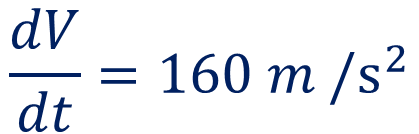 dV/dt = 160 m /s²